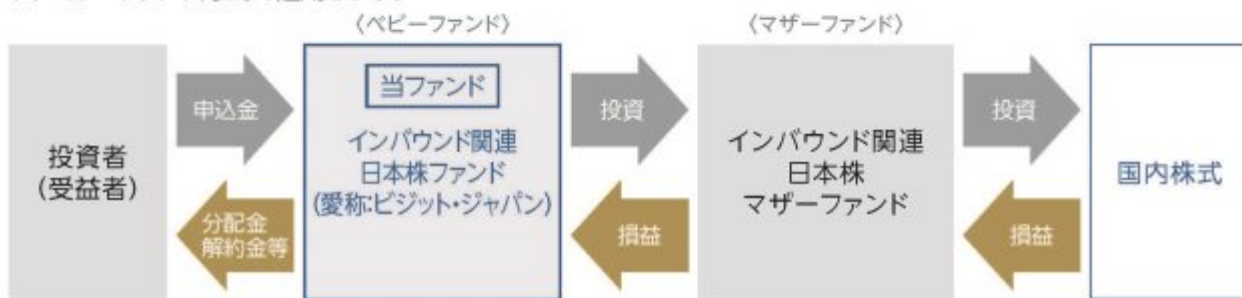 〈ベビーファンド〉
〈マザーファンド〉
投資者
(受益者)
申込金
分配金
解約金等
当ファンド
インバウンド関連
日本株ファンド
(愛称:ビジット・ジャパン)
投資
損益
インバウンド関連
日本株
マザーファンド
投資
損益
国内株式